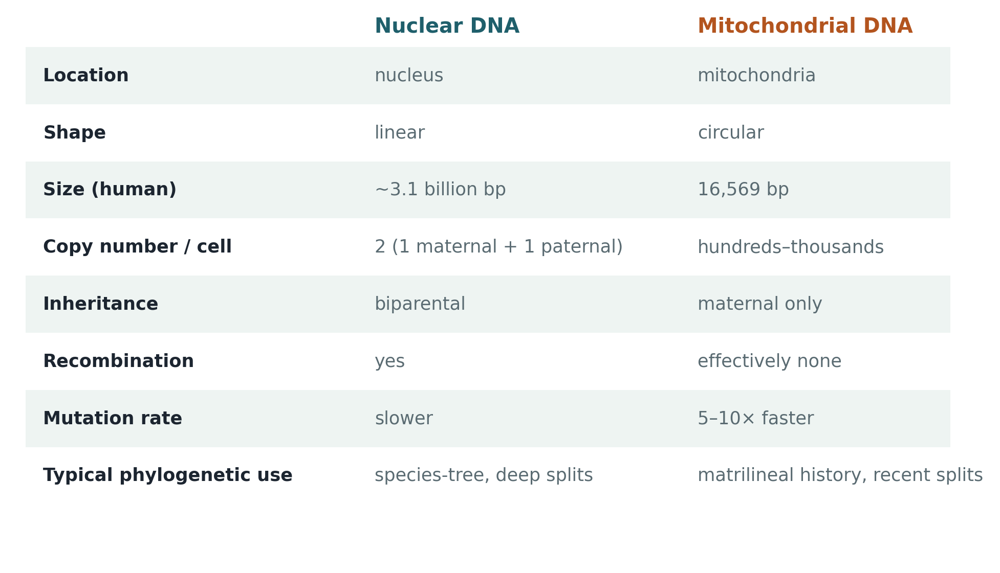 Nuclear DNA Mitochondrial DNA
Location nucleus mitochondria
Shape linear circular
Size (human) ~3.1 billion bp 16,569 bp
Copy number / cell 2 (1 maternal + 1 paternal) hundreds–thousands
Inheritance biparental maternal only
Recombination yes effectively none
Mutation rate slower 5–10× faster
Typical phylogenetic use species-tree, deep splits matrilineal history, recent splits